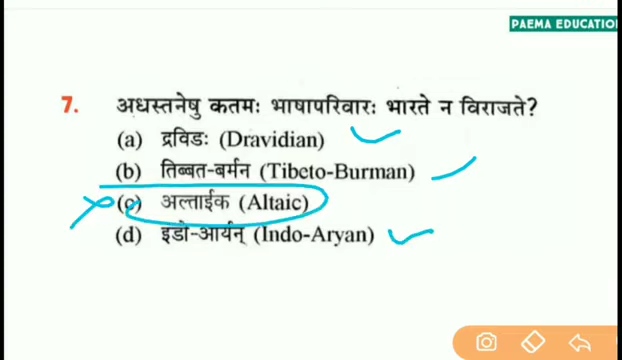 PAEMA EDUCATIO
7. अधस्तनेषु कतमः भाषापरिवारः भारते न विराजते?
(a) द्रविडः (Dravidian)
(b) तिब्बत-बर्मन (Tibeto-Burman)
(c) अल्ताईक (Altaic)
(d) इडो-आर्यन् (Indo-Aryan)